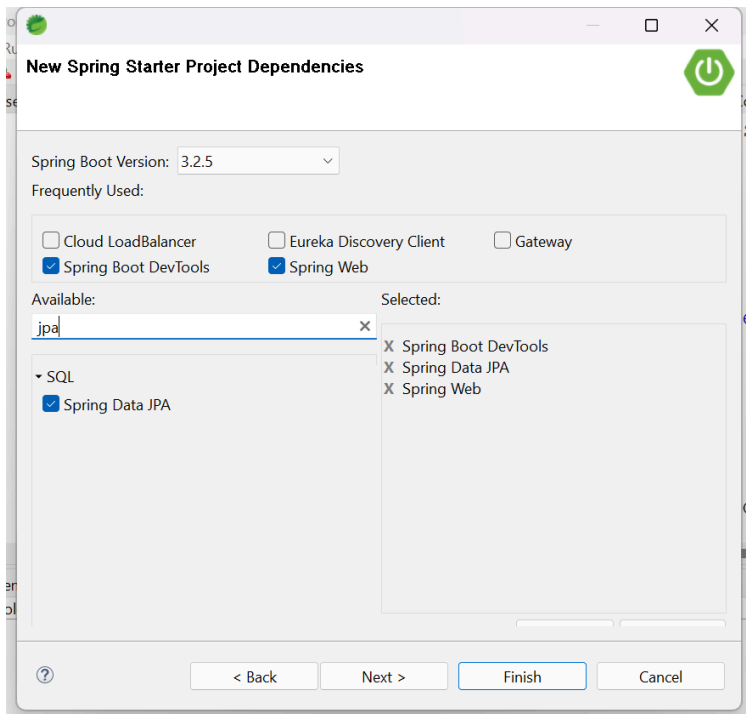 New Spring Starter Project Dependencies
Spring Boot Version: 3.2.5
Frequently Used:
Cloud LoadBalancer Eureka Discovery Client Gateway
Spring Boot DevTools Spring Web
Available: Selected:
jpa
X Spring Boot DevTools
X Spring Data JPA
X Spring Web
SQL
Spring Data JPA
< Back Next > Finish Cancel